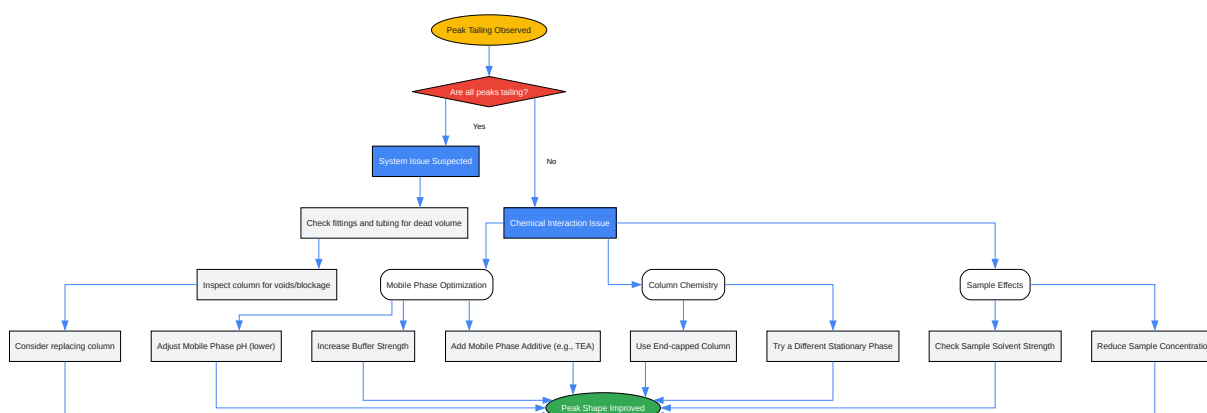 Peak Tailing Observed
Are all peaks tailing?
Yes
System Issue Suspected
No
Check fittings and tubing for dead volume
Chemical Interaction Issue
Inspect column for voids/blockage
Mobile Phase Optimization
Column Chemistry
Sample Effects
Consider replacing column
Adjust Mobile Phase pH (lower)
Increase Buffer Strength
Add Mobile Phase Additive (e.g., TEA)
Use End-capped Column
Try a Different Stationary Phase
Check Sample Solvent Strength
Reduce Sample Concentratio
Peak Shape Improved